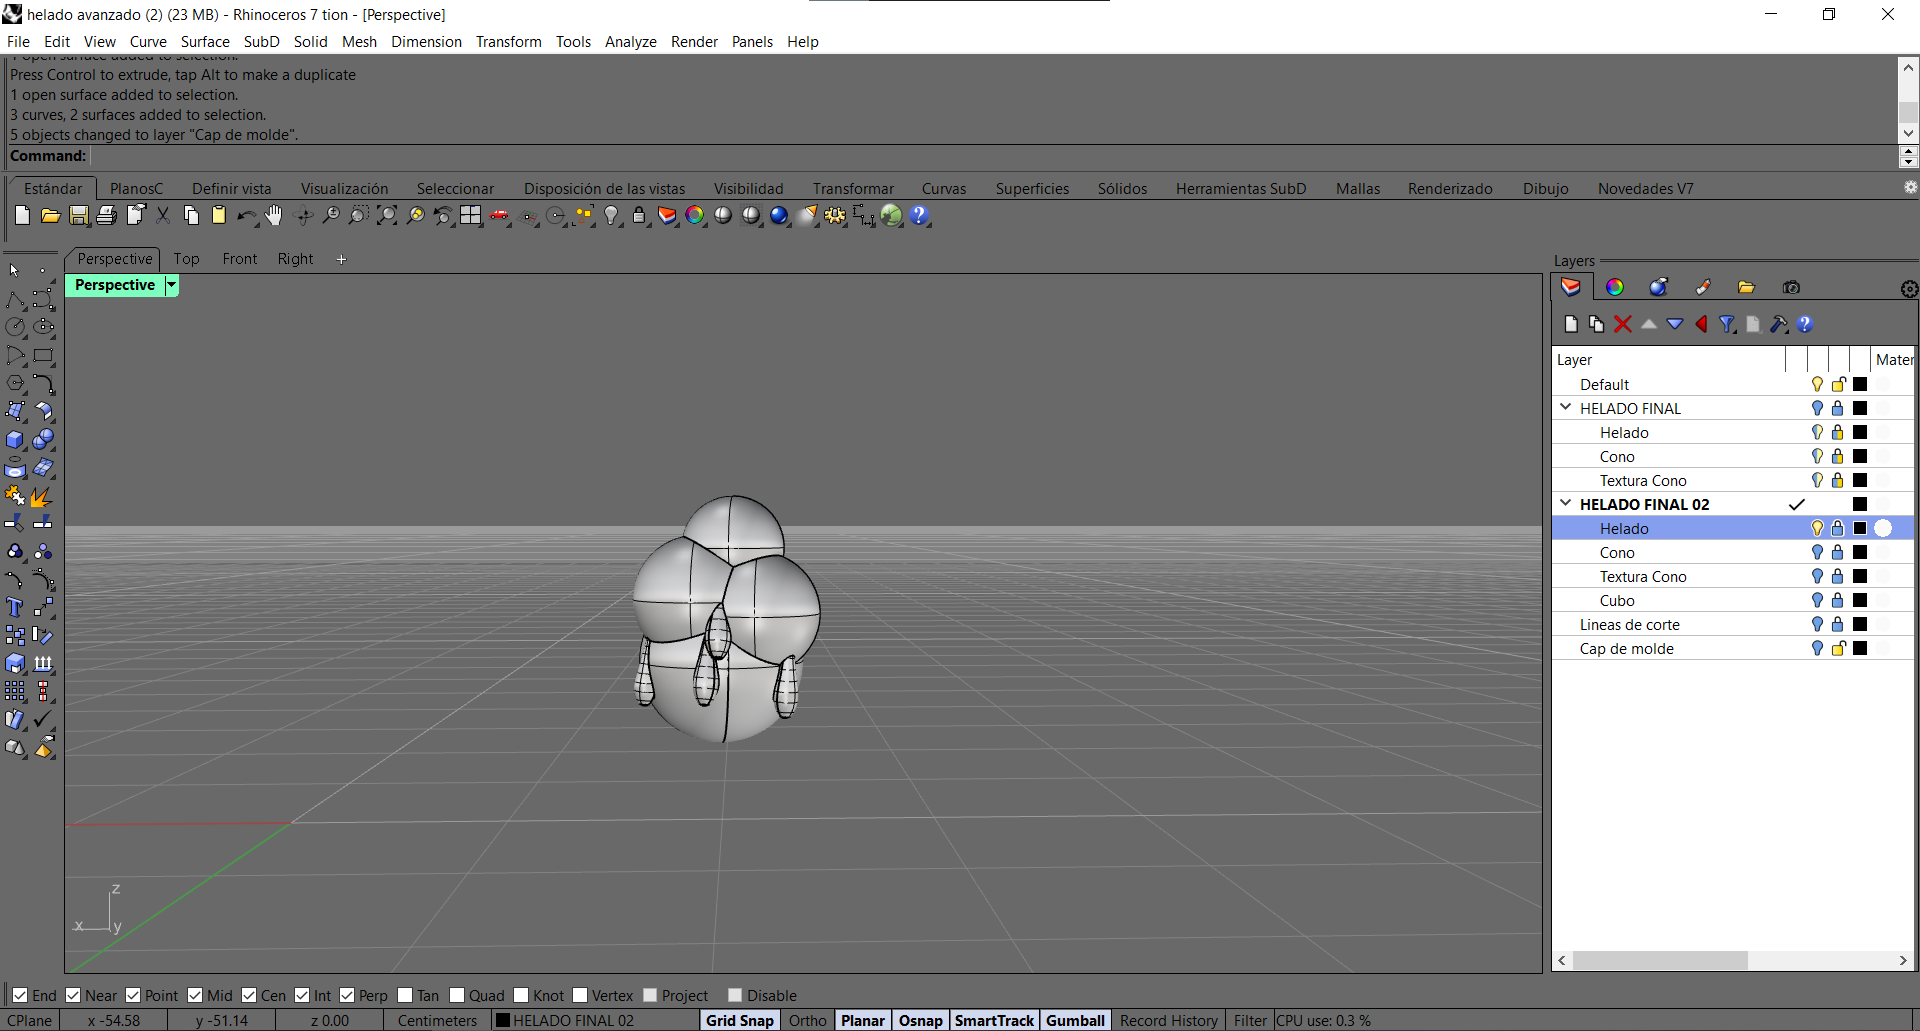 helado avanzado (2) (23 MB) - Rhinoceros 7 tion - [Perspective]
File Edit View Curve Surface SubD Solid Mesh Dimension Transform Tools Analyze Render Panels Help
1 open surface added to selection.
Press Control to extrude, tap Alt to make a duplicate
1 open surface added to selection.
3 curves, 2 surfaces added to selection.
5 objects changed to layer "Cap de molde".
Command:
Estándar PlanosC Definir vista Visualización Seleccionar Disposición de las vistas Visibilidad Transformar Curvas Superficies Sólidos Herramientas SubD Mallas Renderizado Dibujo Novedades V7
Perspective Top Front Right +
Perspective
Layers
Layer Mater
Default
HELADO FINAL
Helado
Cono
Textura Cono
HELADO FINAL 02
Helado
Cono
Textura Cono
Cubo
Lineas de corte
Cap de molde
z
x y
End Near Point Mid Cen Int Perp Tan Quad Knot Vertex Project Disable
CPlane x -54.58 y -51.14 z 0.00 Centimeters HELADO FINAL 02 Grid Snap Ortho Planar Osnap SmartTrack Gumball Record History Filter CPU use: 0.3 %